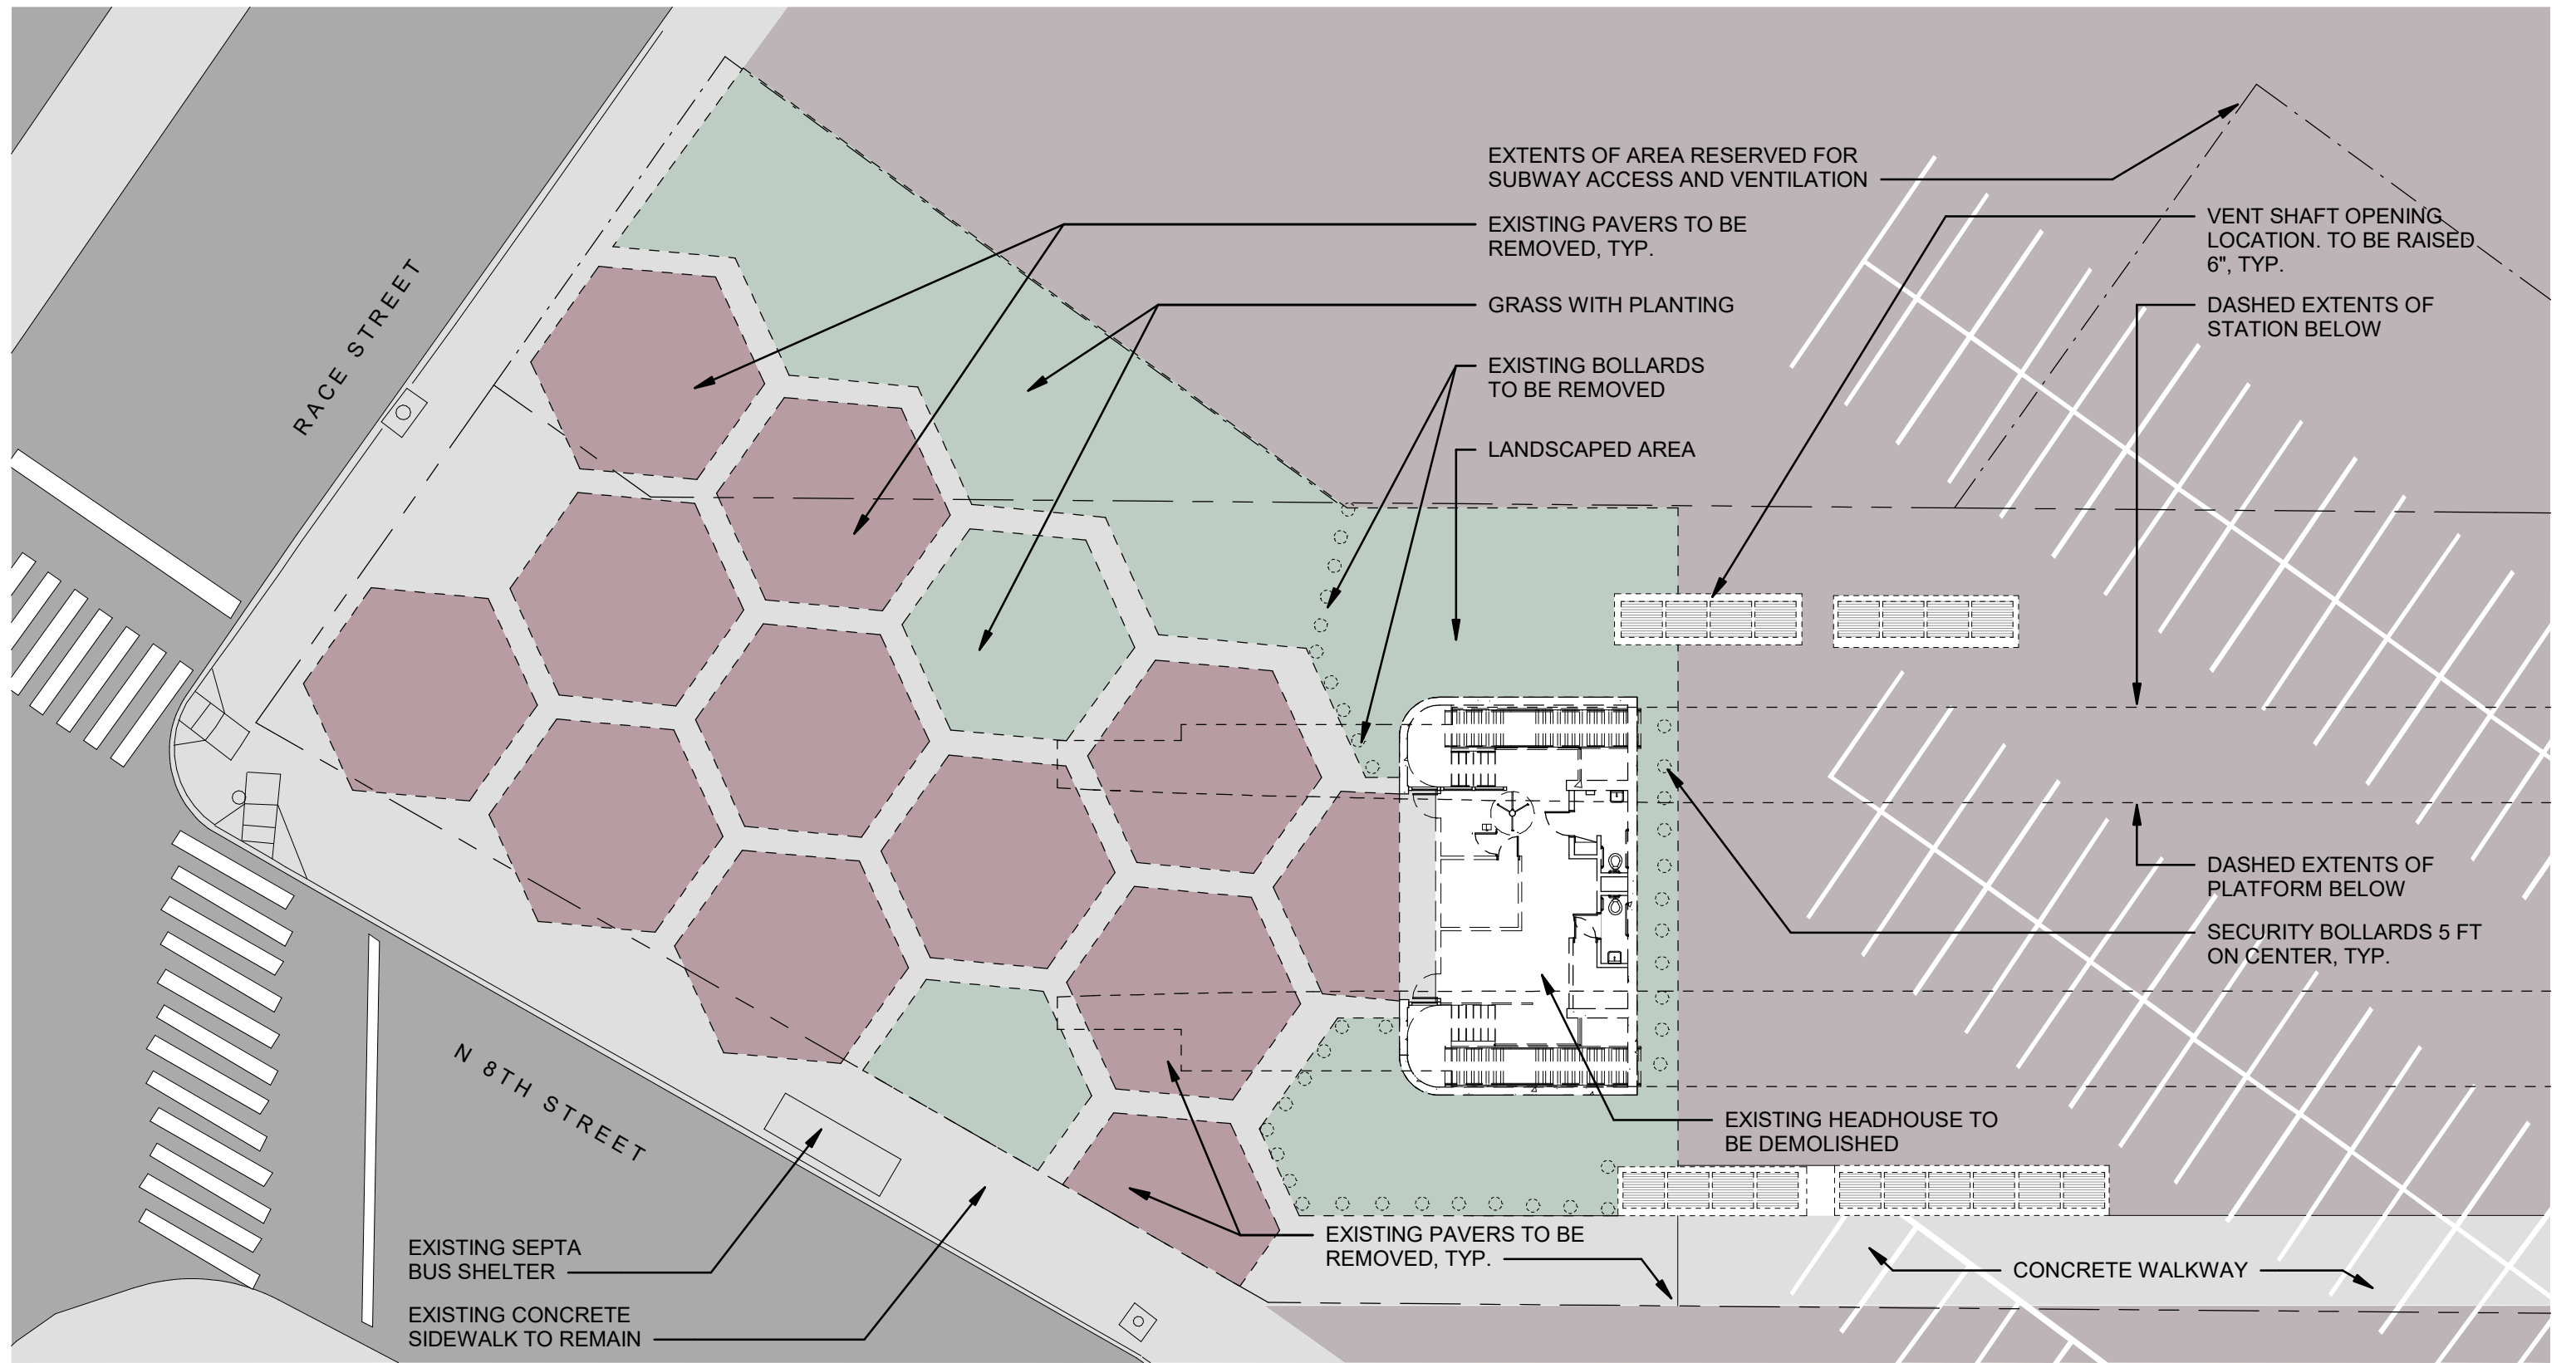 EXTENTS OF AREA RESERVED FOR
SUBWAY ACCESS AND VENTILATION
EXISTING PAVERS TO BE
REMOVED, TYP.
GRASS WITH PLANTING
EXISTING BOLLARDS
TO BE REMOVED
LANDSCAPED AREA
VENT SHAFT OPENING
LOCATION. TO BE RAISED
6", TYP.
DASHED EXTENTS OF
STATION BELOW
RACE STREET
DASHED EXTENTS OF
PLATFORM BELOW
SECURITY BOLLARDS 5 FT
ON CENTER, TYP.
N 8TH STREET
EXISTING HEADHOUSE TO
BE DEMOLISHED
EXISTING SEPTA
BUS SHELTER
EXISTING PAVERS TO BE
REMOVED, TYP.
CONCRETE WALKWAY
EXISTING CONCRETE
SIDEWALK TO REMAIN